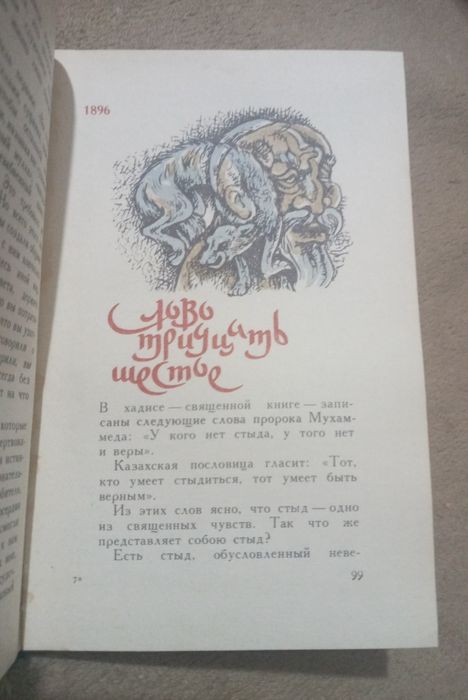 1896
Слово
тридцать
шестое
В хадисе — священной книге — запи-
саны следующие слова пророка Мухам-
меда: «У кого нет стыда, у того нет
и веры».
Казахская пословица гласит: «Тот,
кто умеет стыдиться, тот умеет быть
верным».
Из этих слов ясно, что стыд — одно
из священных чувств. Так что же
представляет собою стыд?
Есть стыд, обусловленный неве-
7*
99